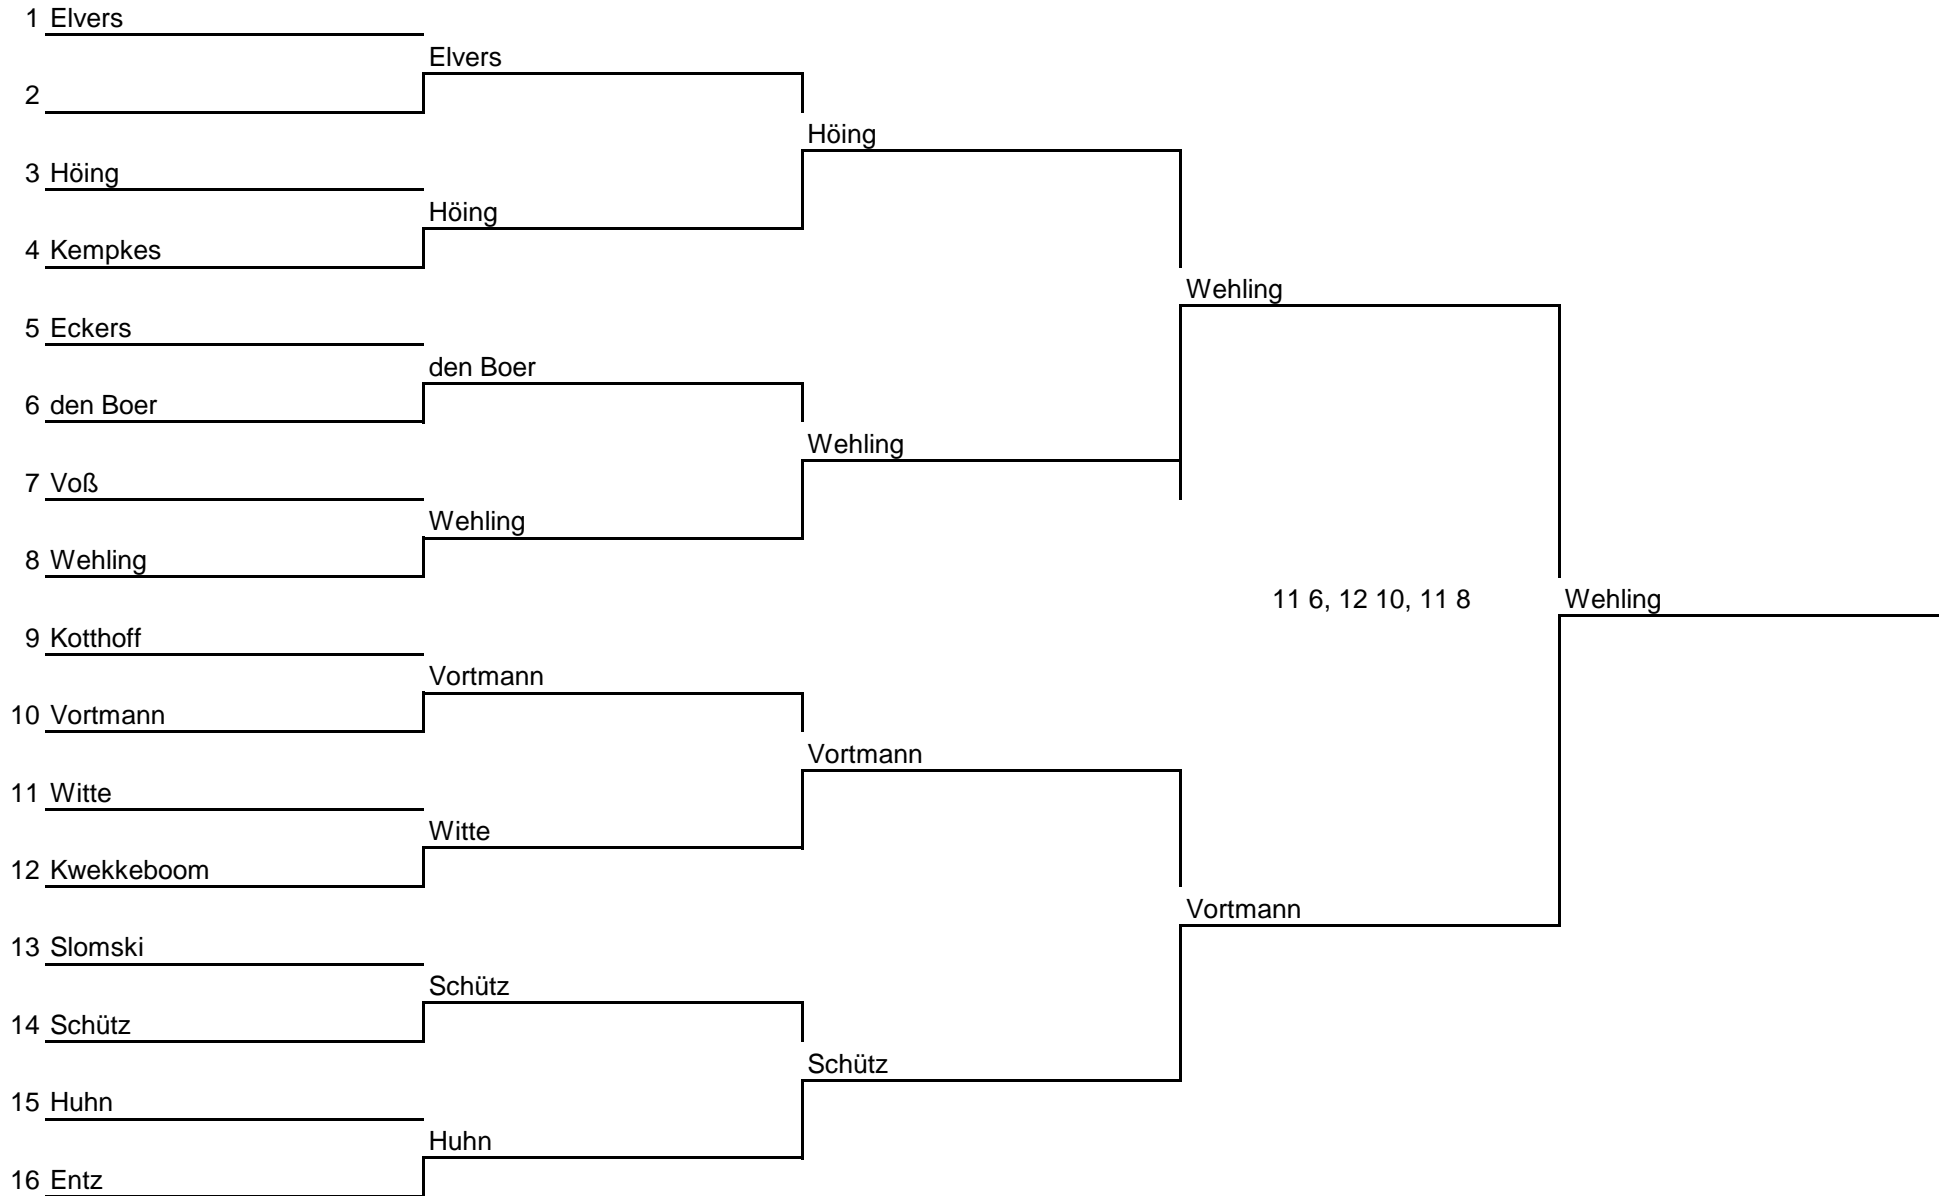 1 Elvers
Elvers
2
Höing
3 Höing
Höing
4 Kempkes
Wehling
5 Eckers
den Boer
6 den Boer
Wehling
7 Voß
Wehling
8 Wehling
11 6, 12 10, 11 8 Wehling
9 Kotthoff
Vortmann
10 Vortmann
Vortmann
11 Witte
Witte
12 Kwekkeboom
Vortmann
13 Slomski
Schütz
14 Schütz
Schütz
15 Huhn
Huhn
16 Entz